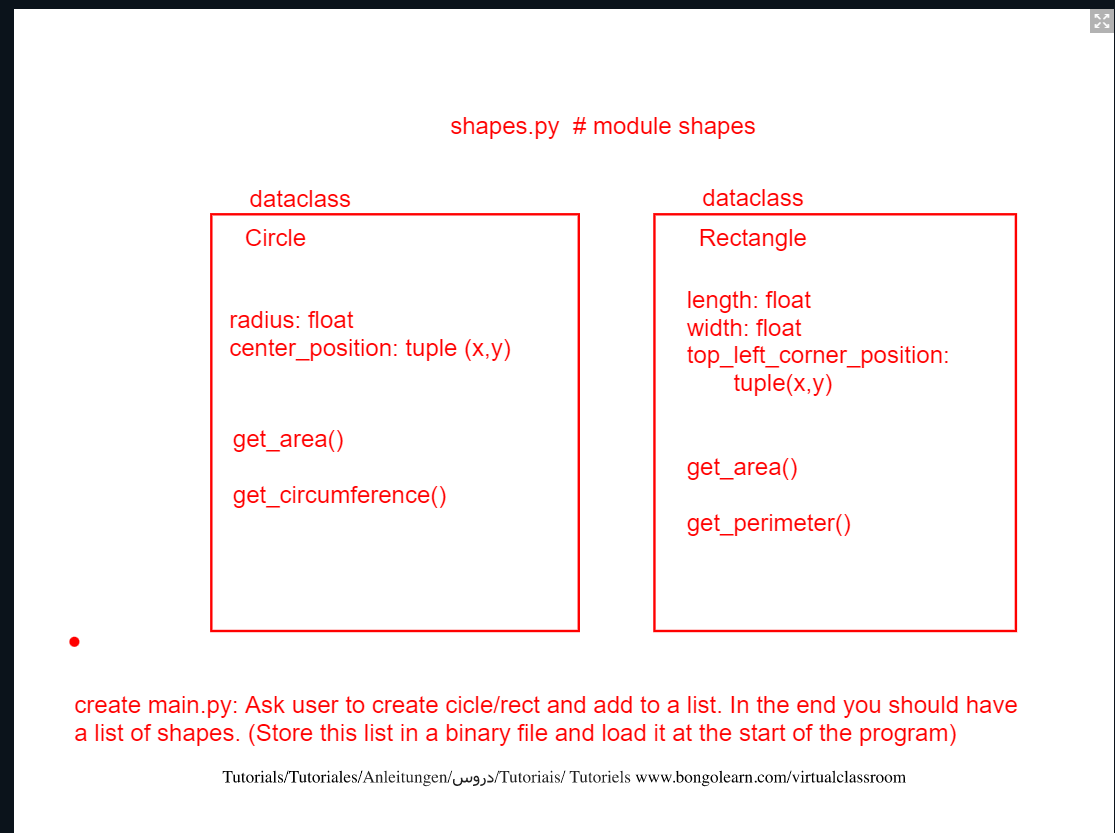 shapes.py # module shapes
dataclass
Circle
radius: float
center_position: tuple (x,y)
get_area()
get_circumference()
dataclass
Rectangle
length: float
width: float
top_left_corner_position:
tuple(x,y)
get_area()
get_perimeter()
create main.py: Ask user to create cicle/rect and add to a list. In the end you should have
a list of shapes. (Store this list in a binary file and load it at the start of the program)
Tutorials/Tutoriales/Anleitungen/دروس/Tutoriais/ Tutoriels www.bongolearn.com/virtualclassroom